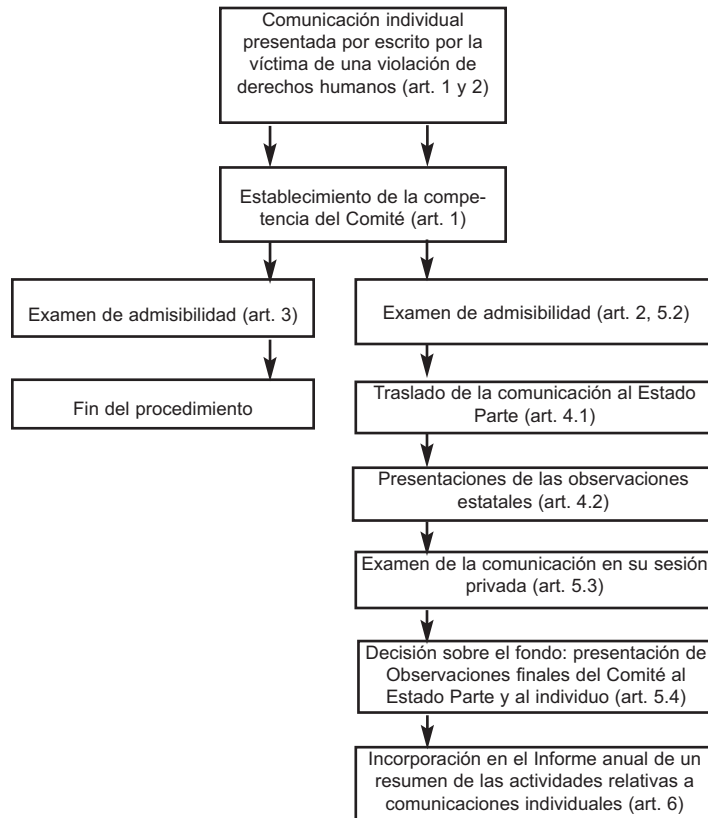 Comunicación individual
presentada por escrito por la
víctima de una violación de
derechos humanos (art. 1 y 2)
Establecimiento de la compe-
tencia del Comité (art. 1)
Examen de admisibilidad (art. 3)
Examen de admisibilidad (art. 2, 5.2)
Fin del procedimiento
Traslado de la comunicación al Estado
Parte (art. 4.1)
Presentaciones de las observaciones
estatales (art. 4.2)
Examen de la comunicación en su sesión
privada (art. 5.3)
Decisión sobre el fondo: presentación de
Observaciones finales del Comité al
Estado Parte y al individuo (art. 5.4)
Incorporación en el Informe anual de un
resumen de las actividades relativas a
comunicaciones individuales (art. 6)